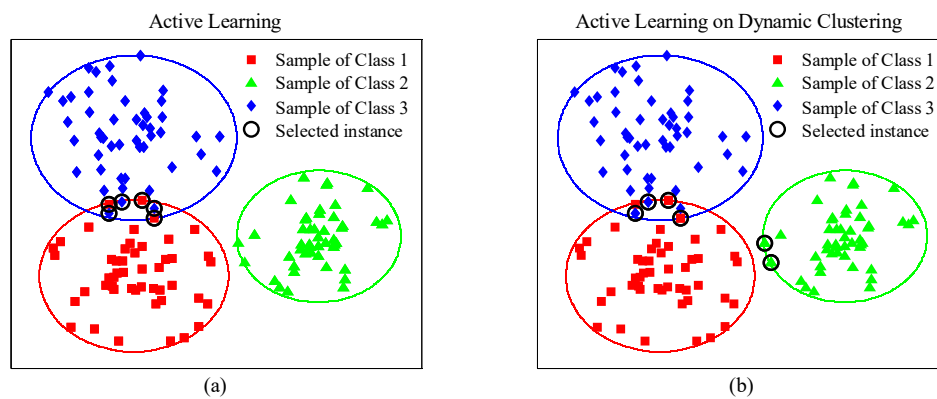 Active Learning
Sample of Class 1
Sample of Class 2
Sample of Class 3
Selected instance
(a)
Active Learning on Dynamic Clustering
Sample of Class 1
Sample of Class 2
Sample of Class 3
Selected instance
(b)